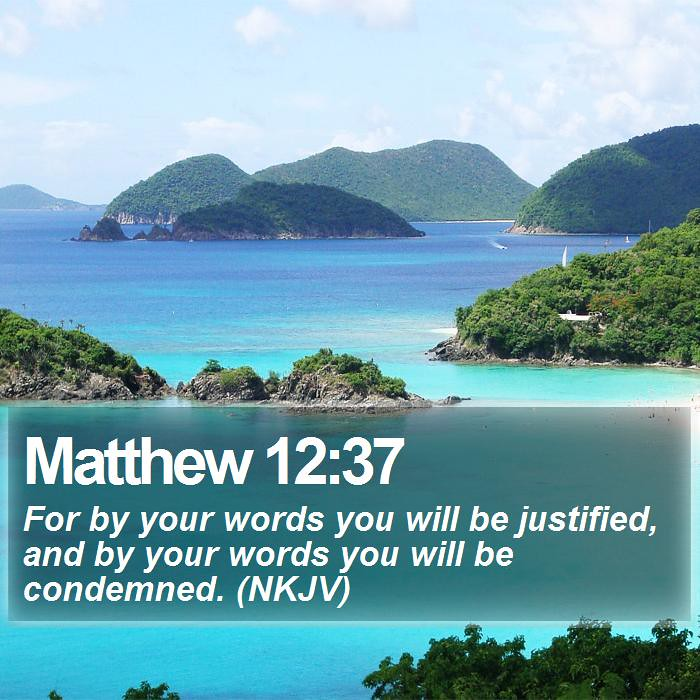 Matthew 12:37
For by your words you will be justified,
and by your words you will be
condemned. (NKJV)